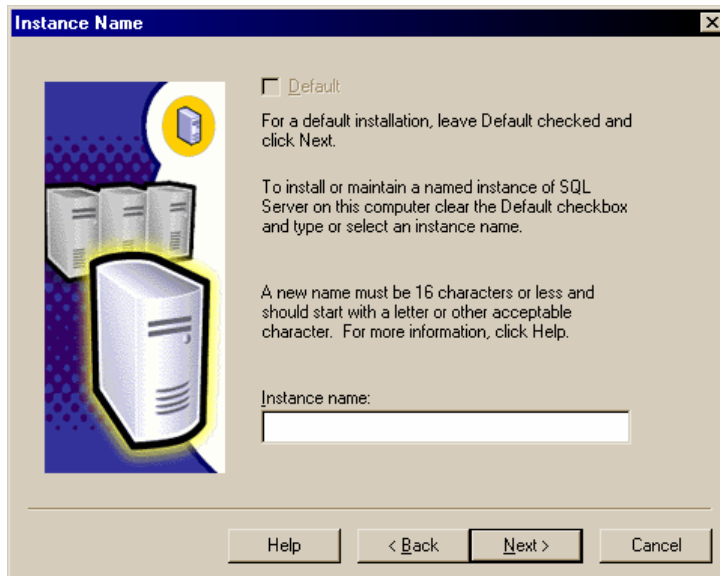 Instance Name
Default
For a default installation, leave Default checked and
click Next.
To install or maintain a named instance of SQL
Server on this computer clear the Default checkbox
and type or select an instance name.
A new name must be 16 characters or less and
should start with a letter or other acceptable
character. For more information, click Help.
Instance name:
Help
< Back
Next >
Cancel